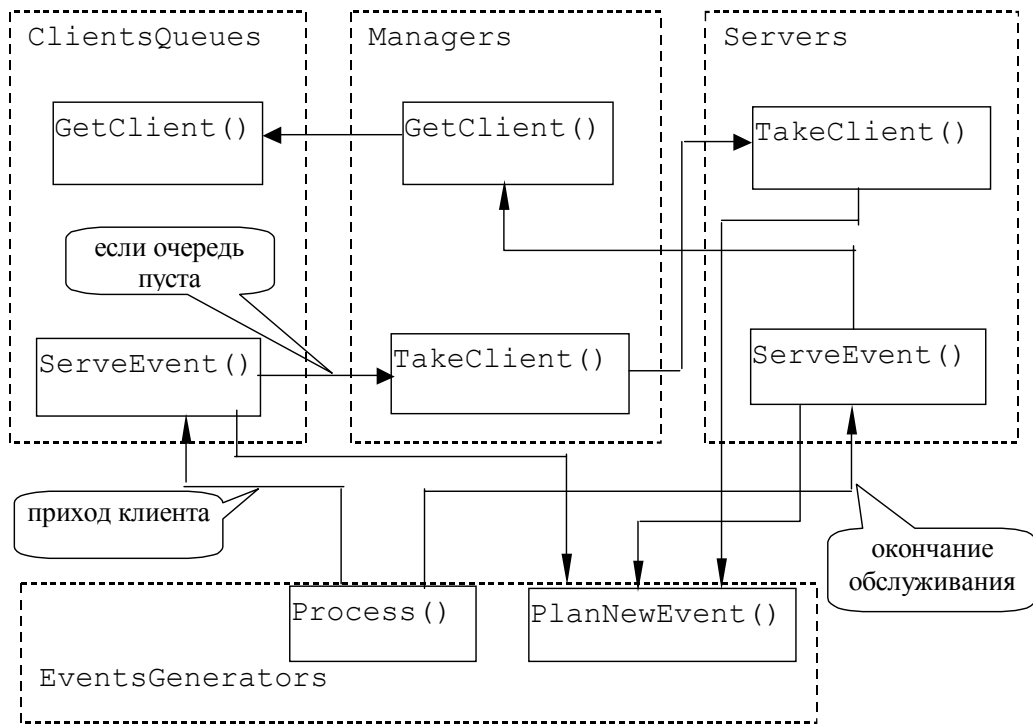 ClientsQueues
Managers
Servers
GetClient()
GetClient()
TakeClient()
если очередь
пуста
ServeEvent()
TakeClient()
ServeEvent()
приход клиента
окончание
обслуживания
Process()
PlanNewEvent()
EventsGenerators